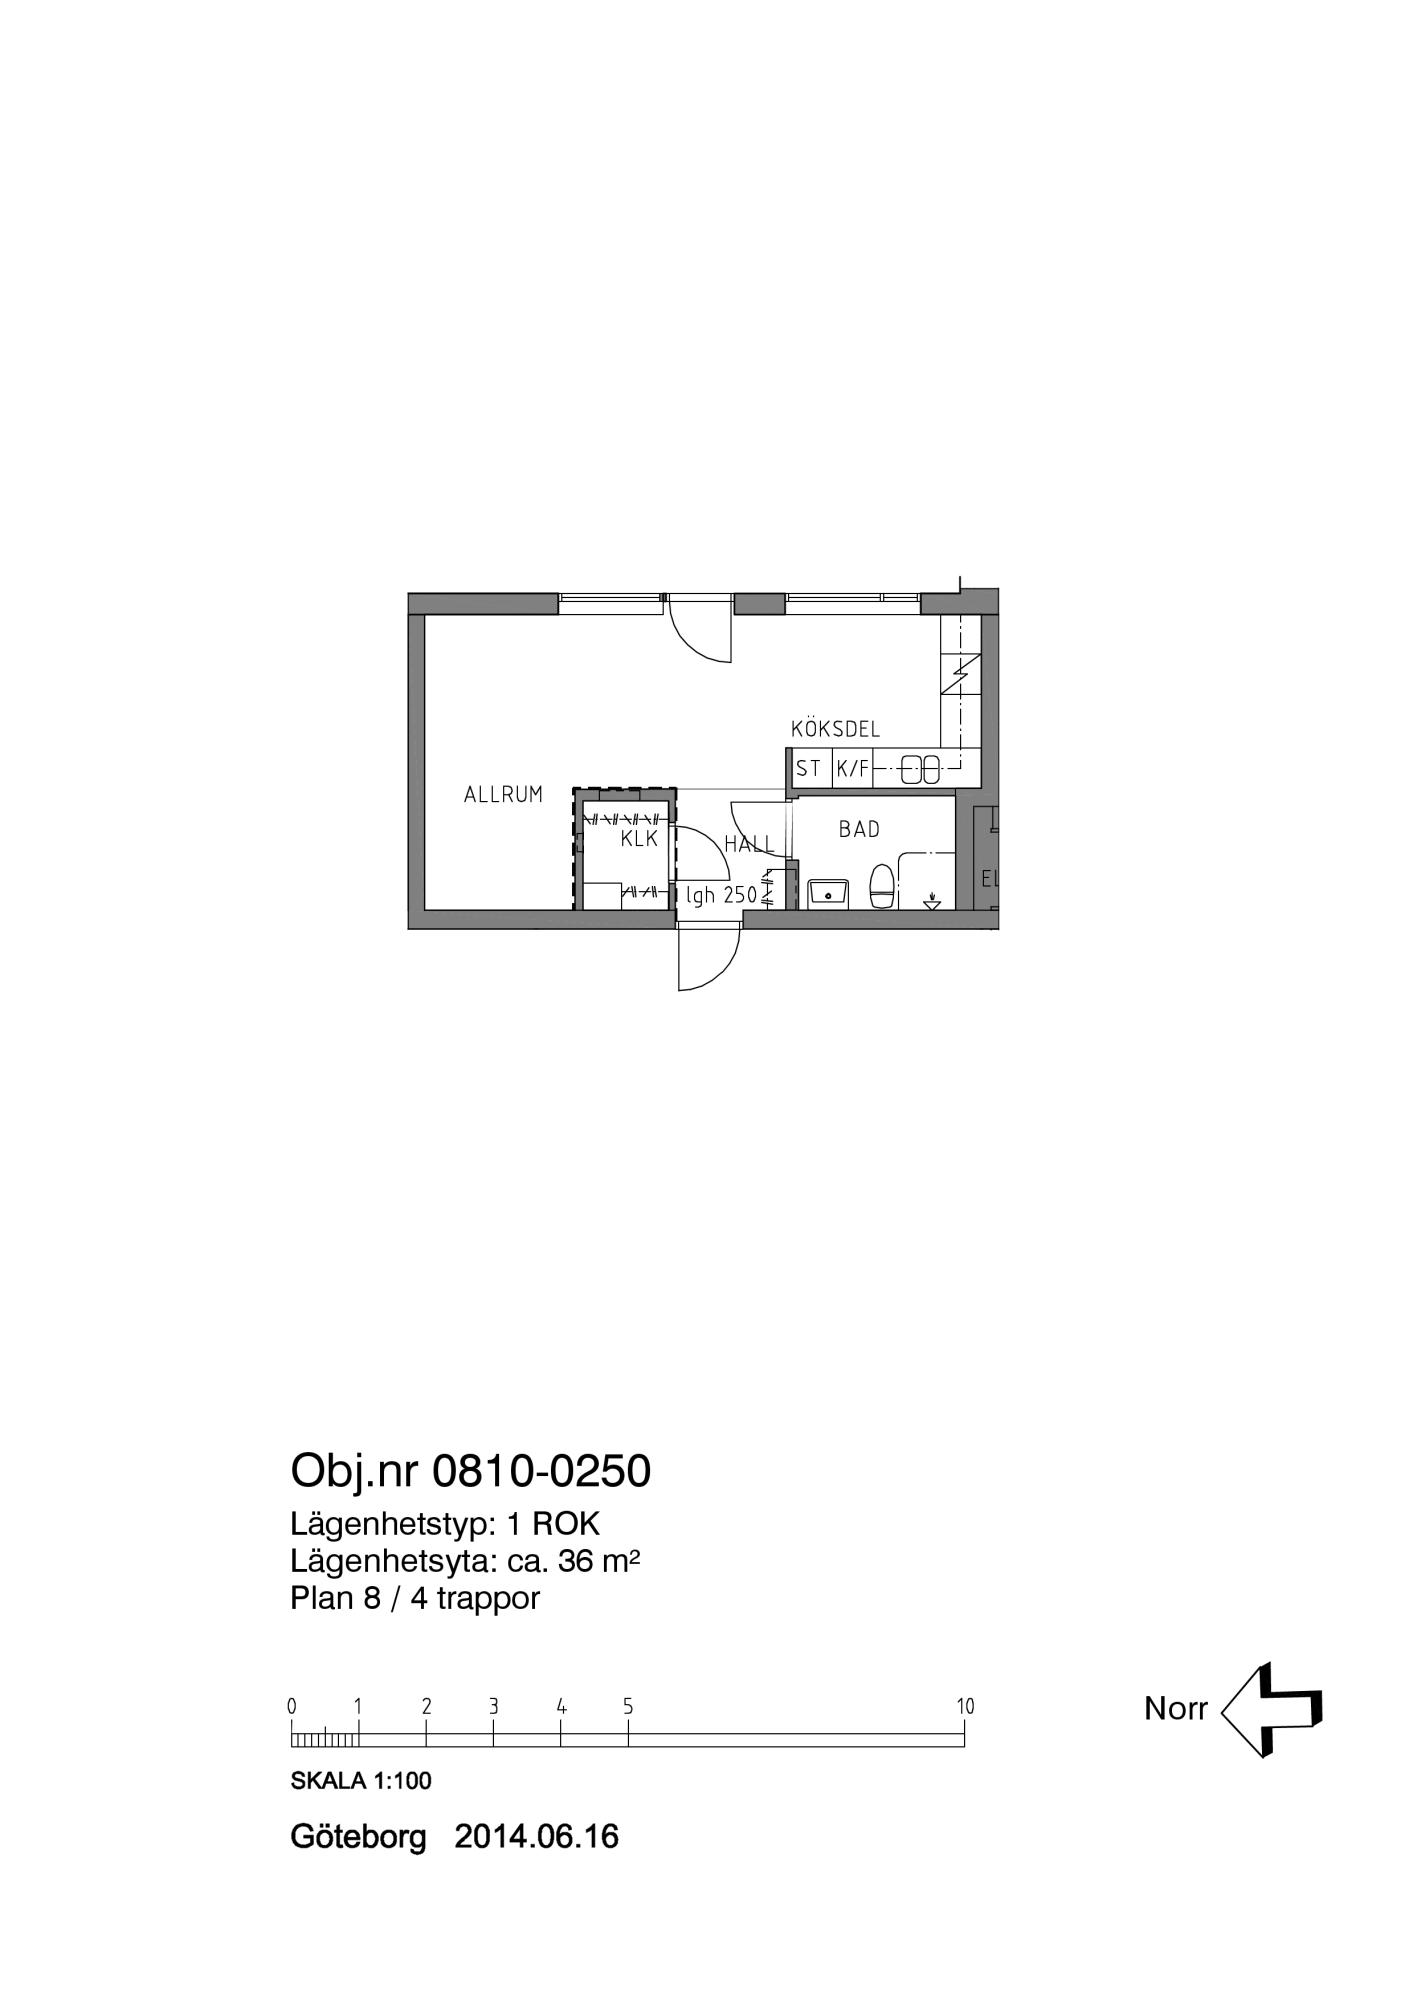 KÖKSDEL
ST K/F
ALLRUM
BAD
KLK
HALL
EL
lgh 250
Obj.nr 0810-0250
Lägenhetstyp: 1 ROK
Lägenhetsyta: ca. 36 m²
Plan 8 / 4 trappor
0 1 2 3 4 5 10
Norr
SKALA 1:100
Göteborg 2014.06.16